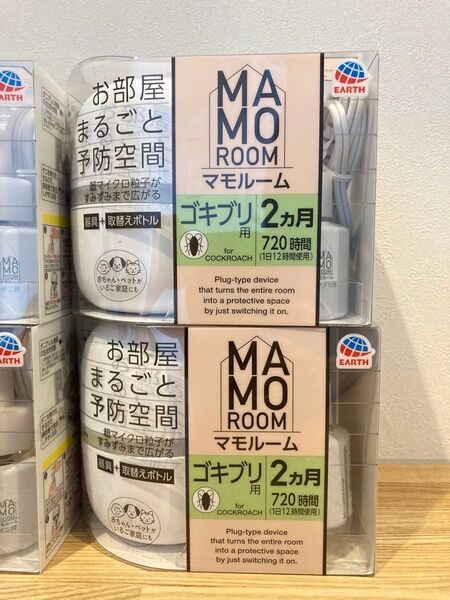 EARTH
お部屋
まるごと
予防空間
超マイクロ粒子が
すみずみまで広がる
器具+取替えボトル
赤ちゃん・ペットが
いるご家庭にも
MA
MO
ROOM
マモルーム
ゴキブリ用
2ヵ月
720時間
(1日12時間使用)
for
COCKROACH
Plug-type device
that turns the entire room
into a protective space
by just switching it on.
EARTH
MA
MO
ROOM
EARTH
お部屋
まるごと
予防空間
超マイクロ粒子が
すみずみまで広がる
器具+取替えボトル
赤ちゃん・ペットが
いるご家庭にも
MA
MO
ROOM
マモルーム
ゴキブリ用
2ヵ月
720時間
(1日12時間使用)
for
COCKROACH
Plug-type device
that turns the entire room
into a protective space
by just switching it on.
MA
MO
ROOM